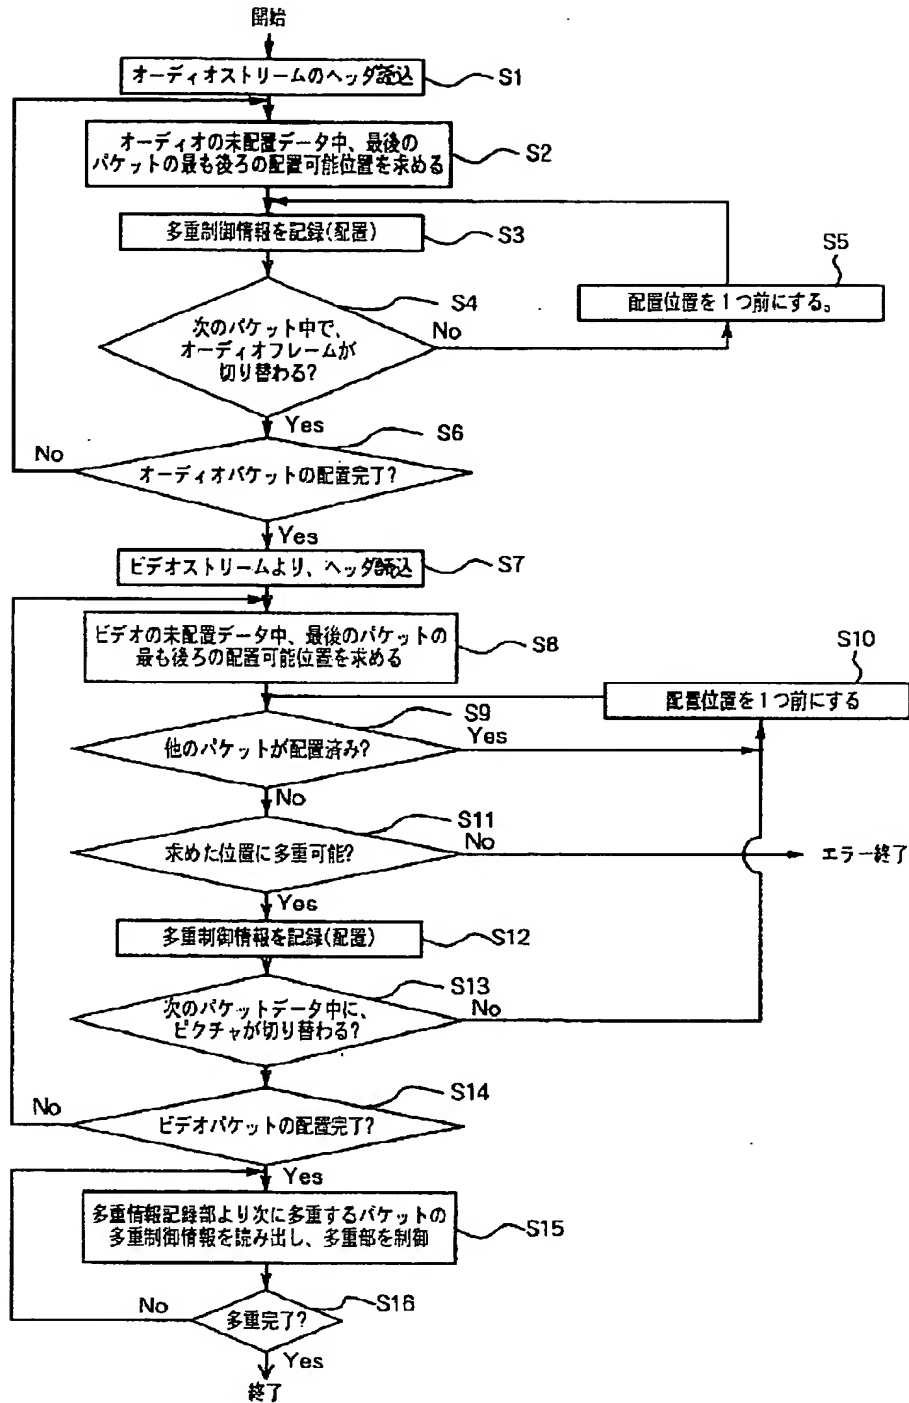 開始
オーディオストリームのヘッダ読込
S1
オーディオの未配置データ中、最後の
パケットの最も後ろの配置可能位置を求める
S2
多重制御情報を記録(配置)
S3
S5
配置位置を1つ前にする。
S4
次のパケット中で、
オーディオフレームが
切り替わる?
No
Yes
S6
No
オーディオパケットの配置完了?
Yes
ビデオストリームより、ヘッダ読込
S7
ビデオの未配置データ中、最後のパケットの
最も後ろの配置可能位置を求める
S8
S10
配置位置を1つ前にする
S9
他のパケットが配置済み?
Yes
No
S11
求めた位置に多重可能?
No
エラー終了
Yes
多重制御情報を記録(配置)
S12
S13
次のパケットデータ中に、
ピクチャが切り替わる?
No
S14
No
ビデオパケットの配置完了?
Yes
多重情報記録部より次に多重するパケットの
多重制御情報を読み出し、多重部を制御
S15
No
S16
多重完了?
Yes
終了